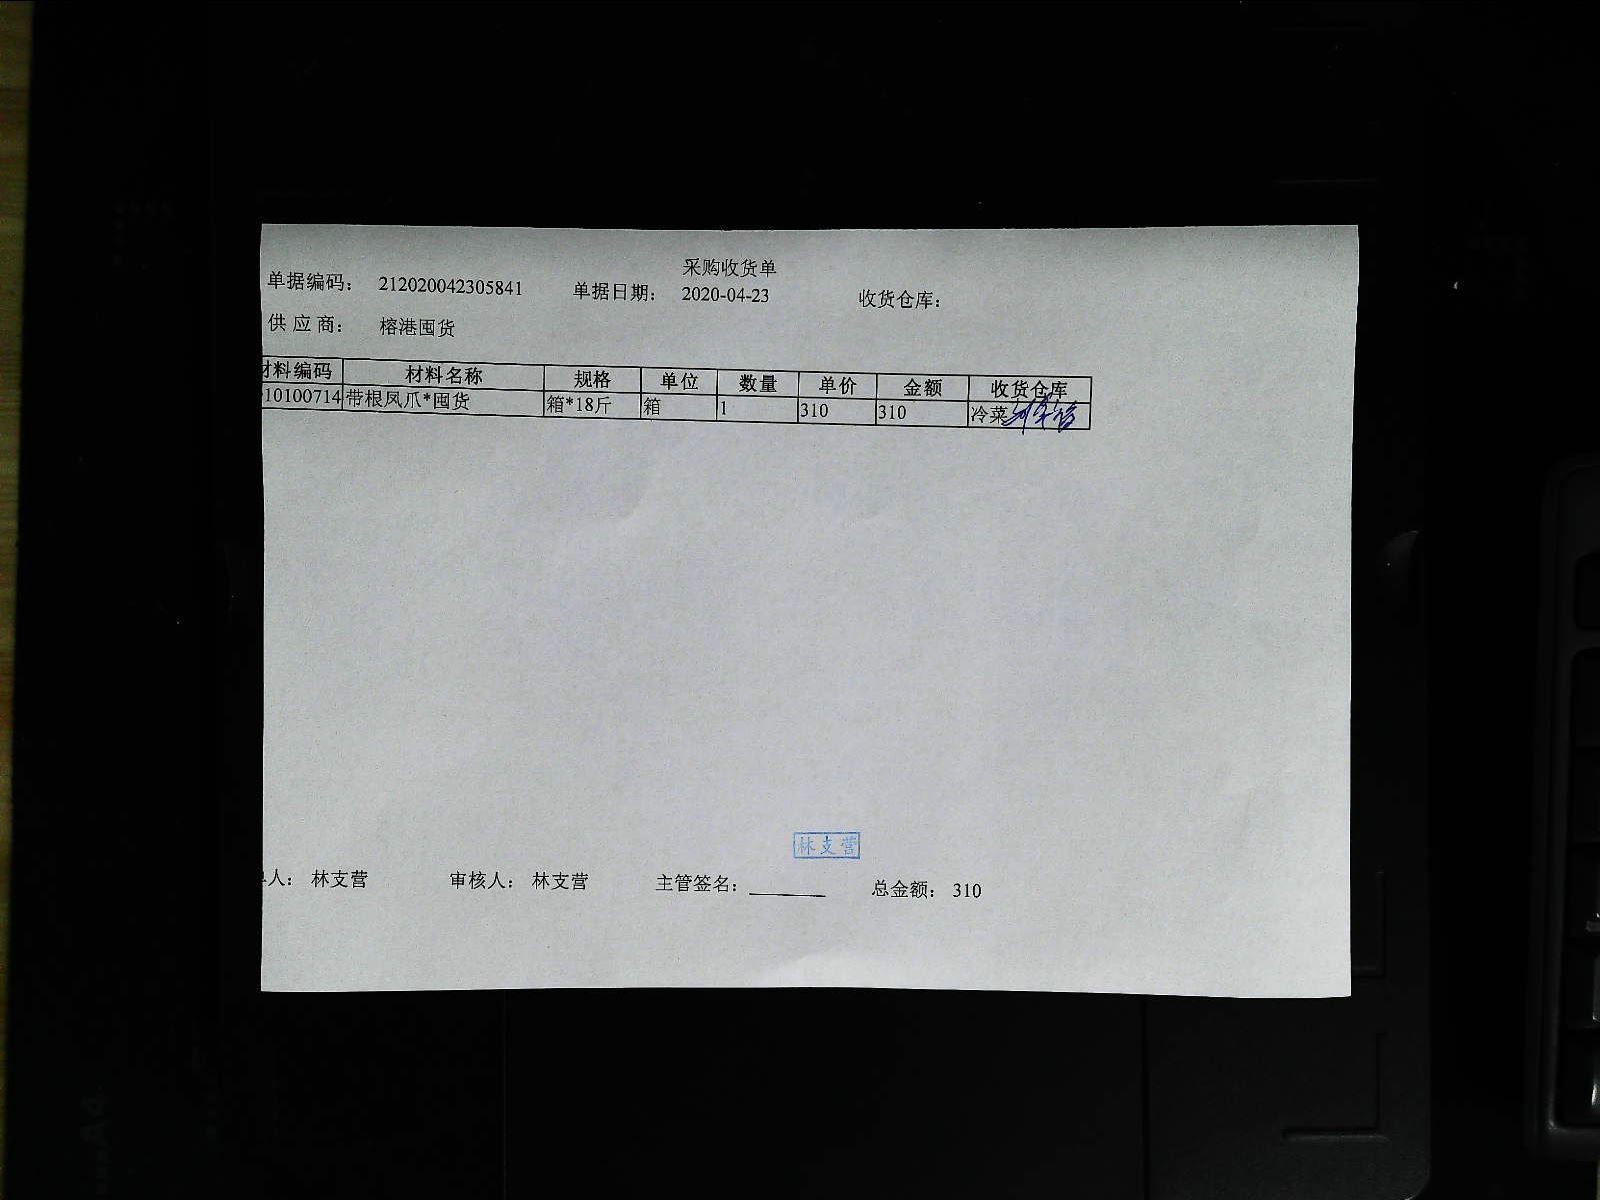 采购收货单
单据编码： 212020042305841 单据日期： 2020-04-23 收货仓库：
供 应 商： 榕港囤货
材料编码 材料名称 规格 单位 数量 单价 金额 收货仓库
10100714 带根凤爪*囤货 箱*18斤 箱 1 310 310 冷菜
林支营
人： 林支营 审核人： 林支营 主管签名： 总金额： 310